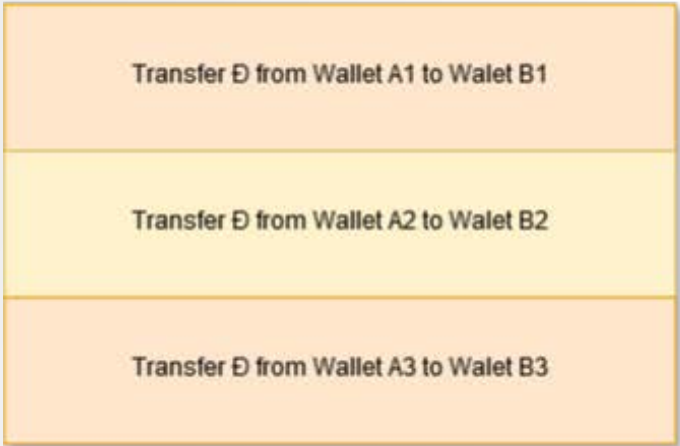 Transfer Đ from Wallet A1 to Walet B1
Transfer Đ from Wallet A2 to Walet B2
Transfer Đ from Wallet A3 to Walet B3